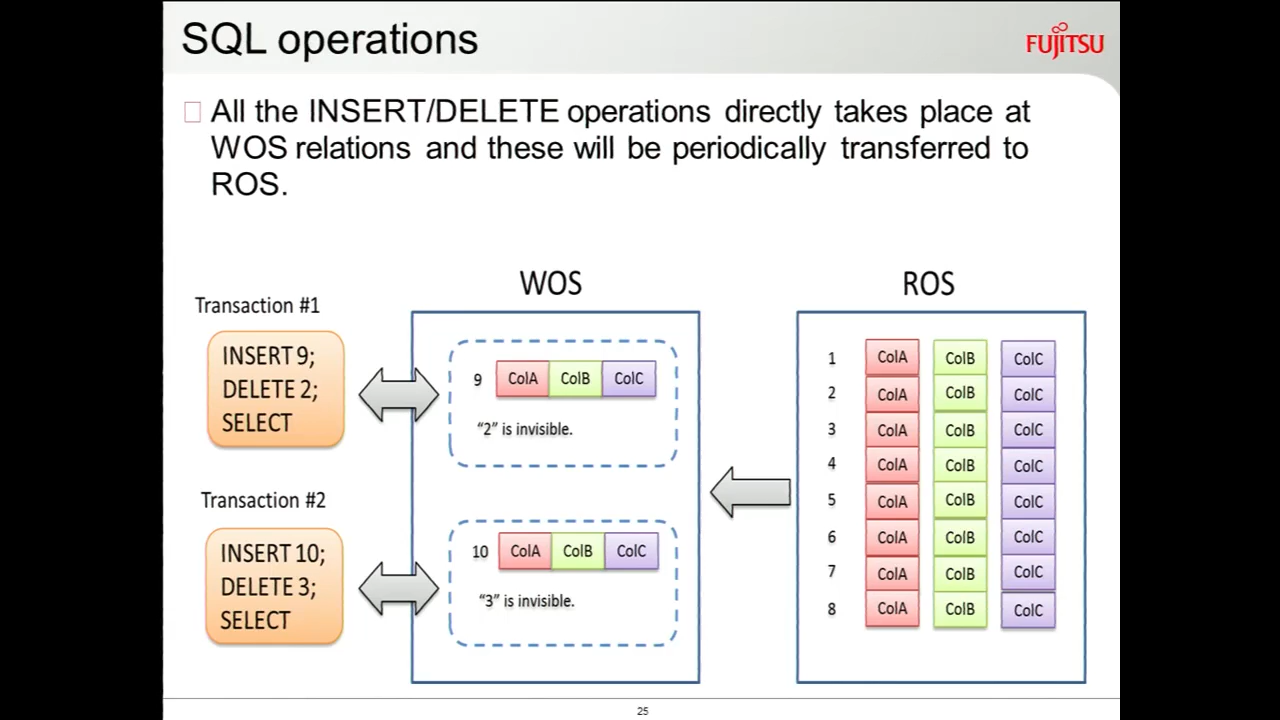 SQL operations
FUJITSU
All the INSERT/DELETE operations directly takes place at
WOS relations and these will be periodically transferred to
ROS.
WOS
ROS
Transaction #1
INSERT 9;
DELETE 2;
SELECT
9 ColA ColB ColC
“2” is invisible.
Transaction #2
INSERT 10;
DELETE 3;
SELECT
10 ColA ColB ColC
“3” is invisible.
1 ColA ColB ColC
2 ColA ColB ColC
3 ColA ColB ColC
4 ColA ColB ColC
5 ColA ColB ColC
6 ColA ColB ColC
7 ColA ColB ColC
8 ColA ColB ColC
25